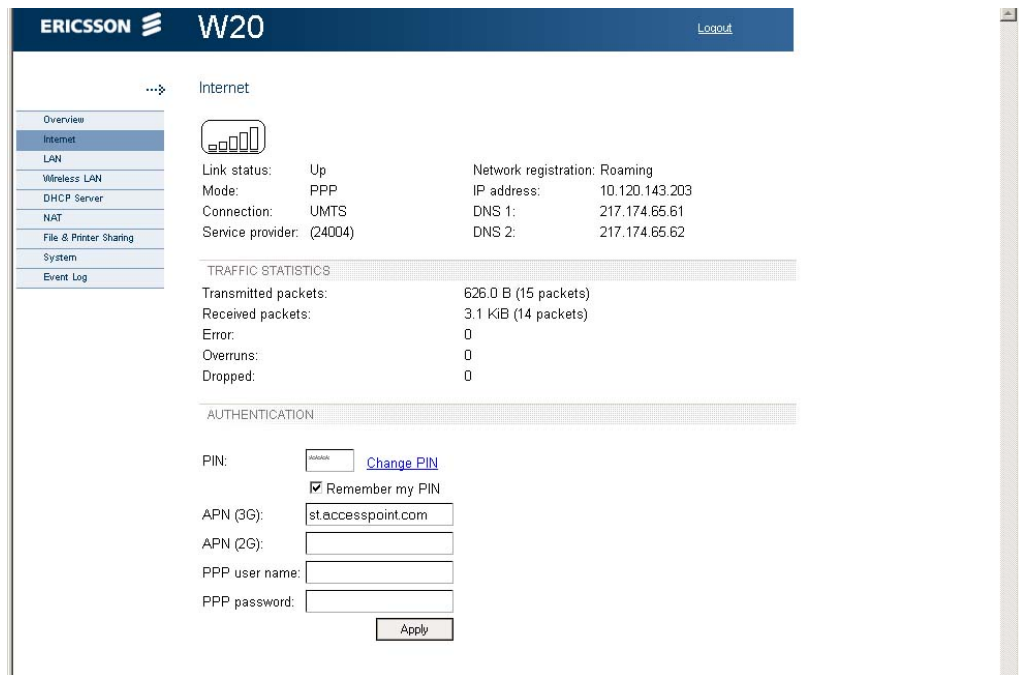 ERICSSON W20 Logout
Internet
Overview
Internet
LAN
Wireless LAN
DHCP Server
NAT
File & Printer Sharing
System
Event Log
Link status: Up Network registration: Roaming
Mode: PPP IP address: 10.120.143.203
Connection: UMTS DNS 1: 217.174.65.61
Service provider: (24004) DNS 2: 217.174.65.62
TRAFFIC STATISTICS
Transmitted packets: 626.0 B (15 packets)
Received packets: 3.1 KiB (14 packets)
Error: 0
Overruns: 0
Dropped: 0
AUTHENTICATION
PIN: **** Change PIN
Remember my PIN
APN (3G): st.accesspoint.com
APN (2G):
PPP user name:
PPP password:
Apply